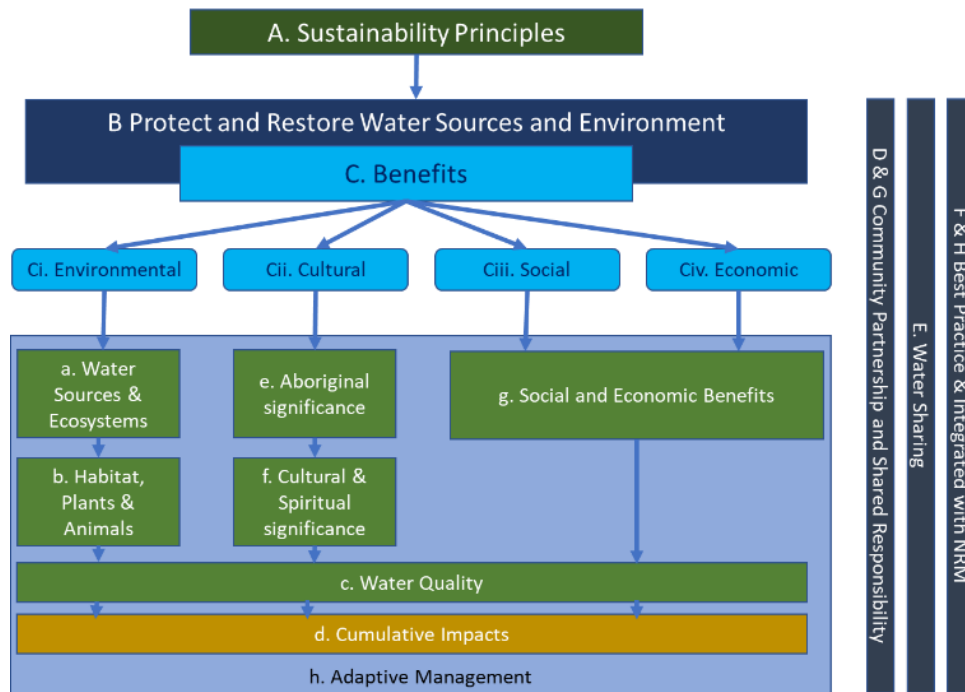 A. Sustainability Principles
B Protect and Restore Water Sources and Environment
C. Benefits
Ci. Environmental
Cii. Cultural
Ciii. Social
Civ. Economic
a. Water
Sources &
Ecosystems
e. Aboriginal
significance
g. Social and Economic Benefits
b. Habitat,
Plants &
Animals
f. Cultural &
Spiritual
significance
c. Water Quality
d. Cumulative Impacts
h. Adaptive Management
D & G Community Partnership and Shared Responsibility
E. Water Sharing
F & H Best Practice & Integrated with NRM